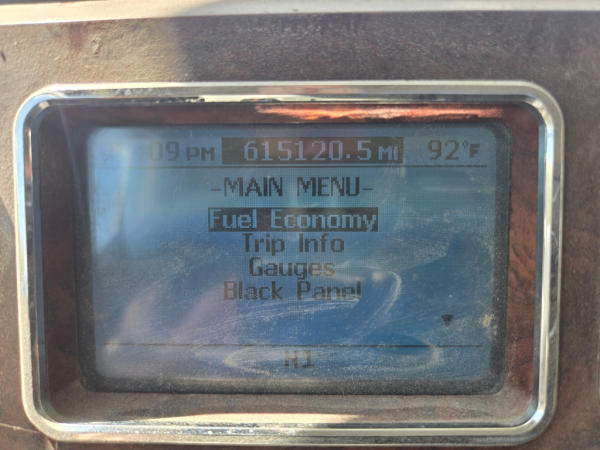 09 PM 615120.5 MI 92°F
-MAIN MENU-
Fuel Economy
Trip Info
Gauges
Black Panel